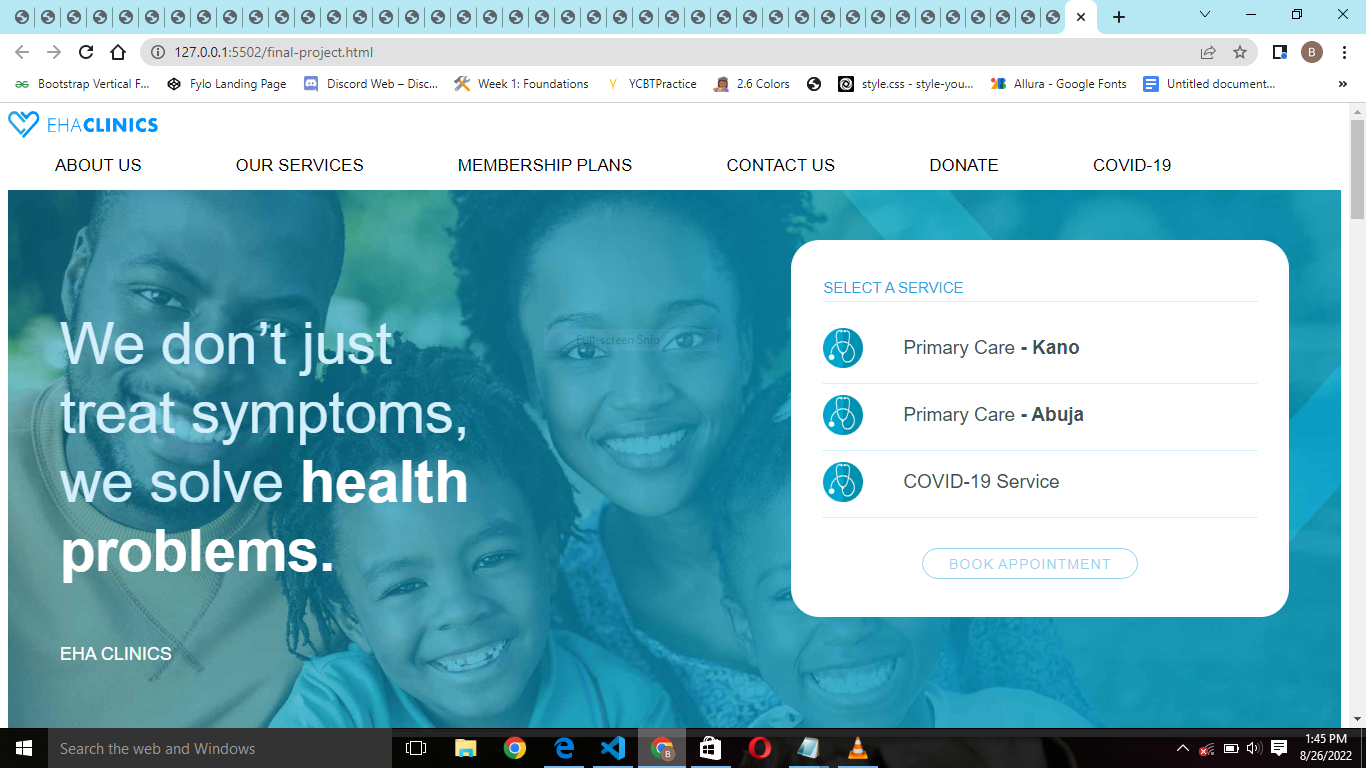 127.0.0.1:5502/final-project.html
B
Bootstrap Vertical F...
Fylo Landing Page
Discord Web – Disc...
Week 1: Foundations
Y
YCBTPractice
2.6 Colors
style.css - style-you...
Allura - Google Fonts
Untitled document...
»
EHACLINICS
ABOUT US
OUR SERVICES
MEMBERSHIP PLANS
CONTACT US
DONATE
COVID-19
We don’t just
treat symptoms,
we solve health
problems.
EHA CLINICS
Full-screen Snip
SELECT A SERVICE
Primary Care - Kano
Primary Care - Abuja
COVID-19 Service
BOOK APPOINTMENT
Search the web and Windows
B
1:45 PM
8/26/2022